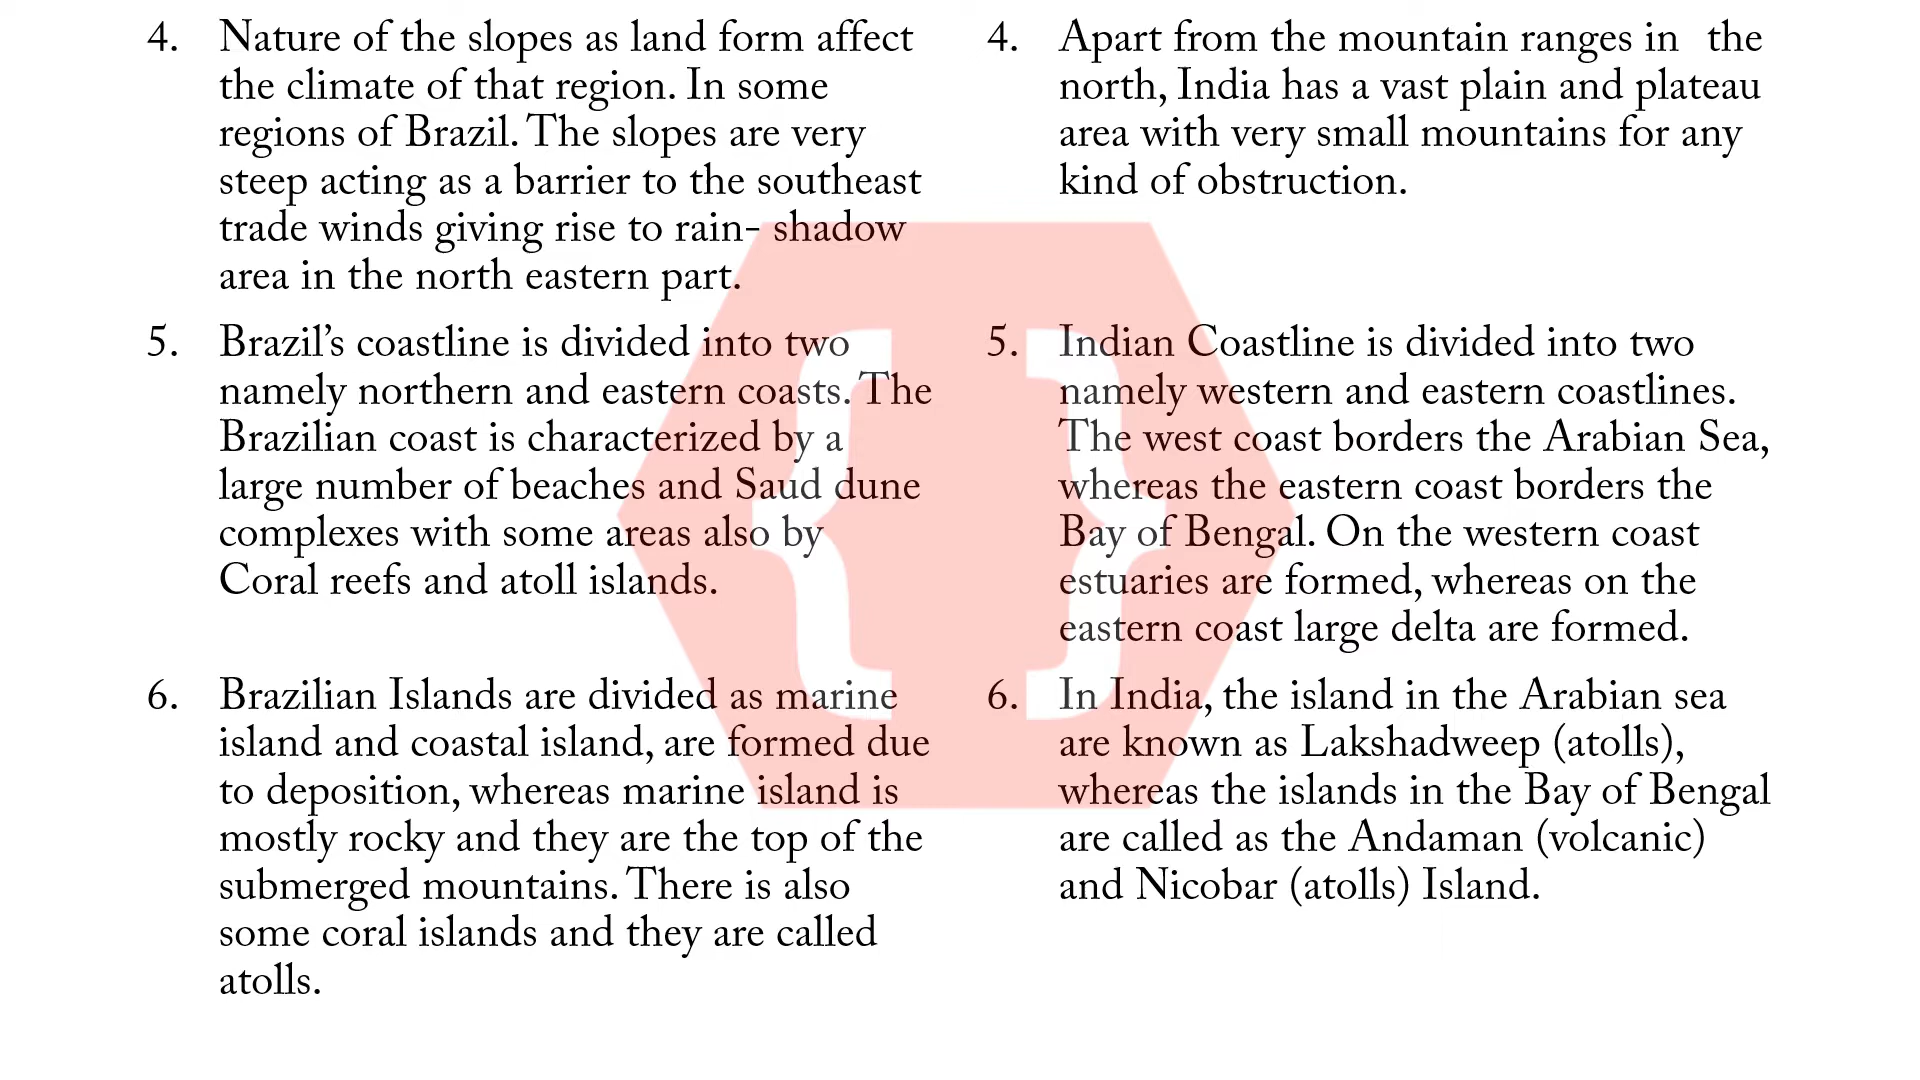 4. Nature of the slopes as land form affect
the climate of that region. In some
regions of Brazil. The slopes are very
steep acting as a barrier to the southeast
trade winds giving rise to rain- shadow
area in the north eastern part.
5. Brazil’s coastline is divided into two
namely northern and eastern coasts. The
Brazilian coast is characterized by a
large number of beaches and Saud dune
complexes with some areas also by
Coral reefs and atoll islands.
6. Brazilian Islands are divided as marine
island and coastal island, are formed due
to deposition, whereas marine island is
mostly rocky and they are the top of the
submerged mountains. There is also
some coral islands and they are called
atolls.
4. Apart from the mountain ranges in the
north, India has a vast plain and plateau
area with very small mountains for any
kind of obstruction.
5. Indian Coastline is divided into two
namely western and eastern coastlines.
The west coast borders the Arabian Sea,
whereas the eastern coast borders the
Bay of Bengal. On the western coast
estuaries are formed, whereas on the
eastern coast large delta are formed.
6. In India, the island in the Arabian sea
are known as Lakshadweep (atolls),
whereas the islands in the Bay of Bengal
are called as the Andaman (volcanic)
and Nicobar (atolls) Island.